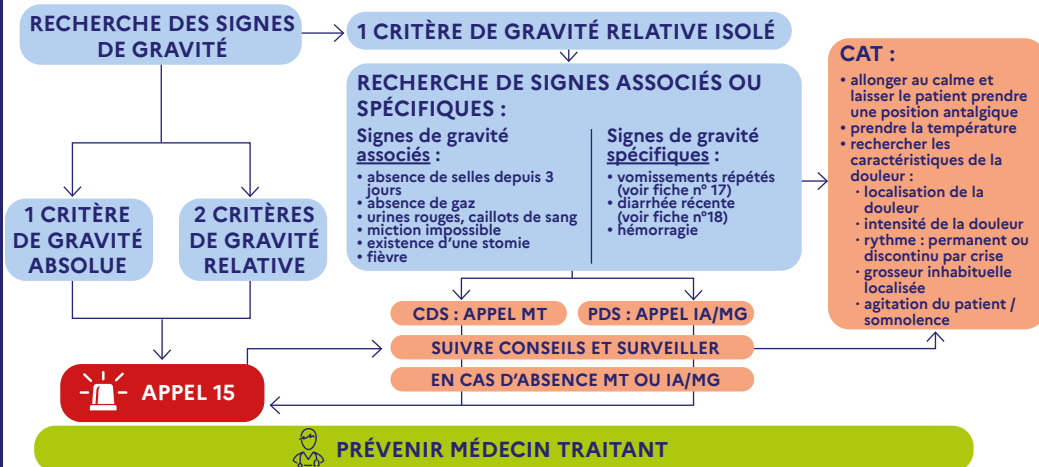 RECHERCHE DES SIGNES
DE GRAVITÉ
1 CRITÈRE DE GRAVITÉ RELATIVE ISOLÉ
RECHERCHE DE SIGNES ASSOCIÉS OU
SPÉCIFIQUES :
Signes de gravité
associés :
• absence de selles depuis 3
jours
• absence de gaz
• urines rouges, caillots de sang
• miction impossible
• existence d'une stomie
• fièvre
Signes de gravité
spécifiques :
• vomissements répétés
(voir fiche n° 17)
• diarrhée récente
(voir fiche n°18)
• hémorragie
CAT :
• allonger au calme et
laisser le patient prendre
une position antalgique
• prendre la température
• rechercher les
caractéristiques de la
douleur :
· localisation de la
douleur
· intensité de la douleur
· rythme : permanent ou
discontinu par crise
· grosseur inhabituelle
localisée
· agitation du patient /
somnolence
1 CRITÈRE
DE GRAVITÉ
ABSOLUE
2 CRITÈRES
DE GRAVITÉ
RELATIVE
CDS : APPEL MT
PDS : APPEL IA/MG
SUIVRE CONSEILS ET SURVEILLER
EN CAS D'ABSENCE MT OU IA/MG
APPEL 15
PRÉVENIR MÉDECIN TRAITANT